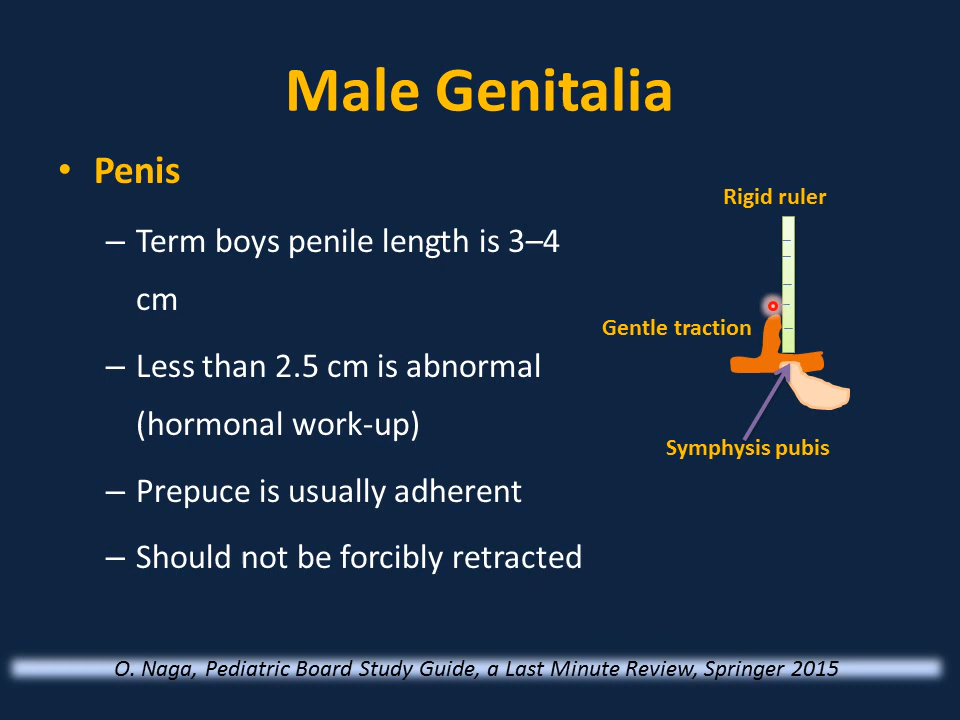 Male Genitalia
• Penis
– Term boys penile length is 3–4
cm
– Less than 2.5 cm is abnormal
(hormonal work-up)
– Prepuce is usually adherent
– Should not be forcibly retracted
Rigid ruler
Gentle traction
Symphysis pubis
O. Naga, Pediatric Board Study Guide, a Last Minute Review, Springer 2015